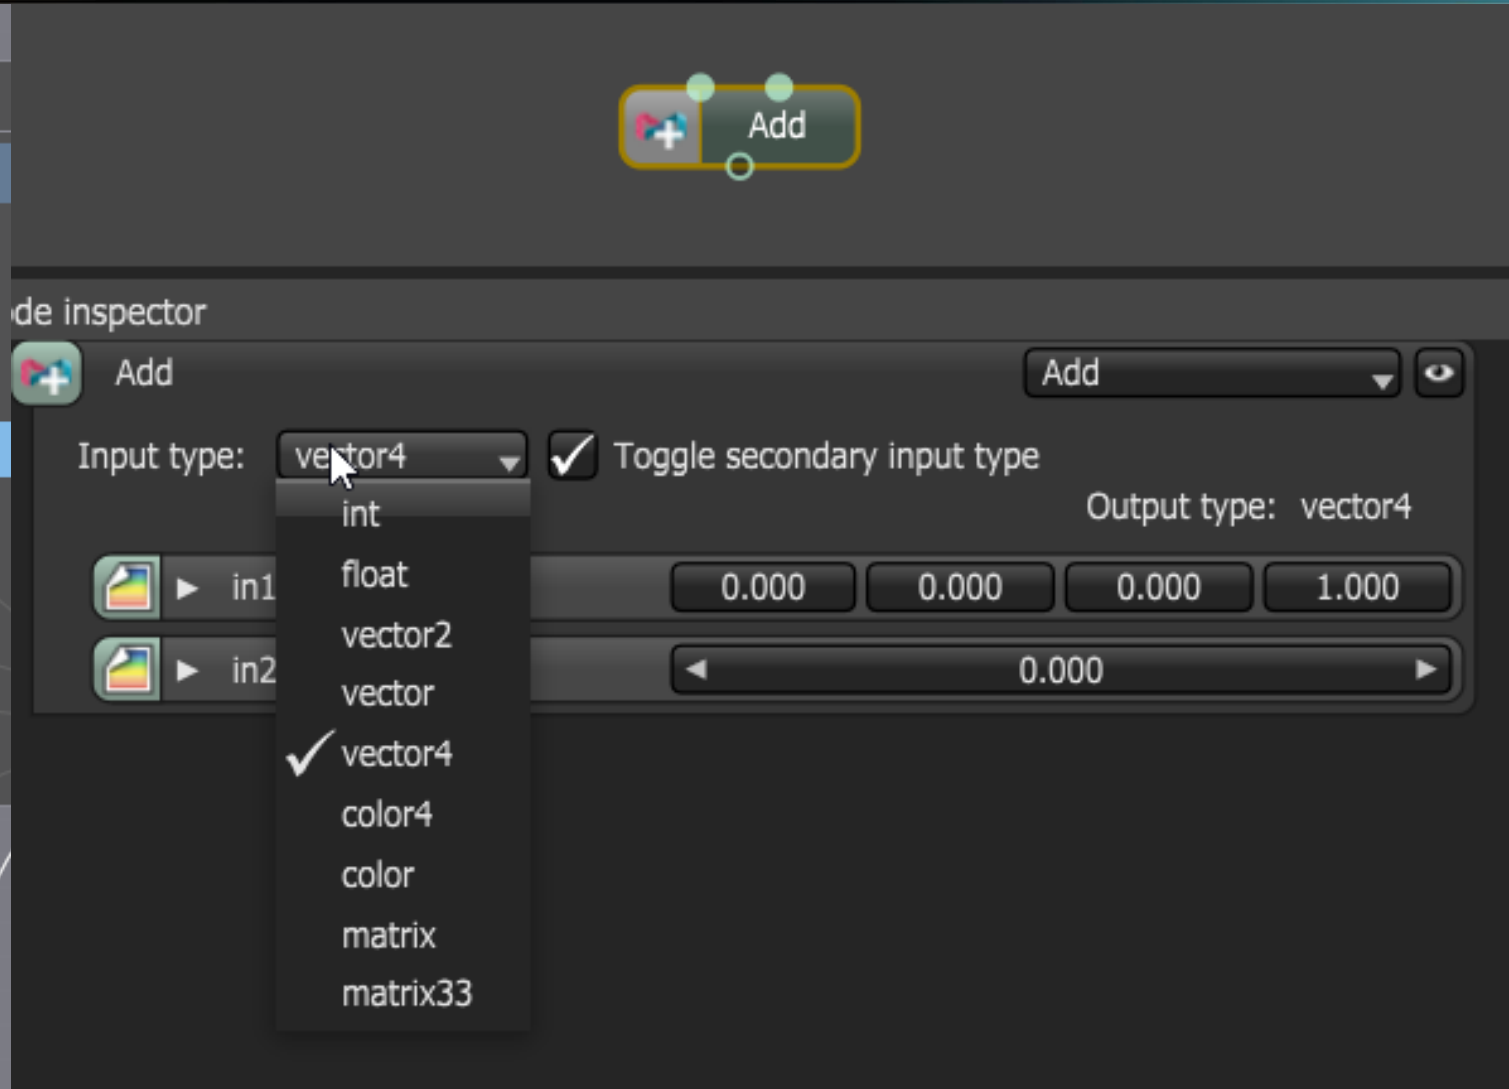 Add
de inspector
Add Add
Input type: vector4 Toggle secondary input type
Output type: vector4
int
float
vector2
vector
vector4
color4
color
matrix
matrix33
in1 0.000 0.000 0.000 1.000
in2 0.000